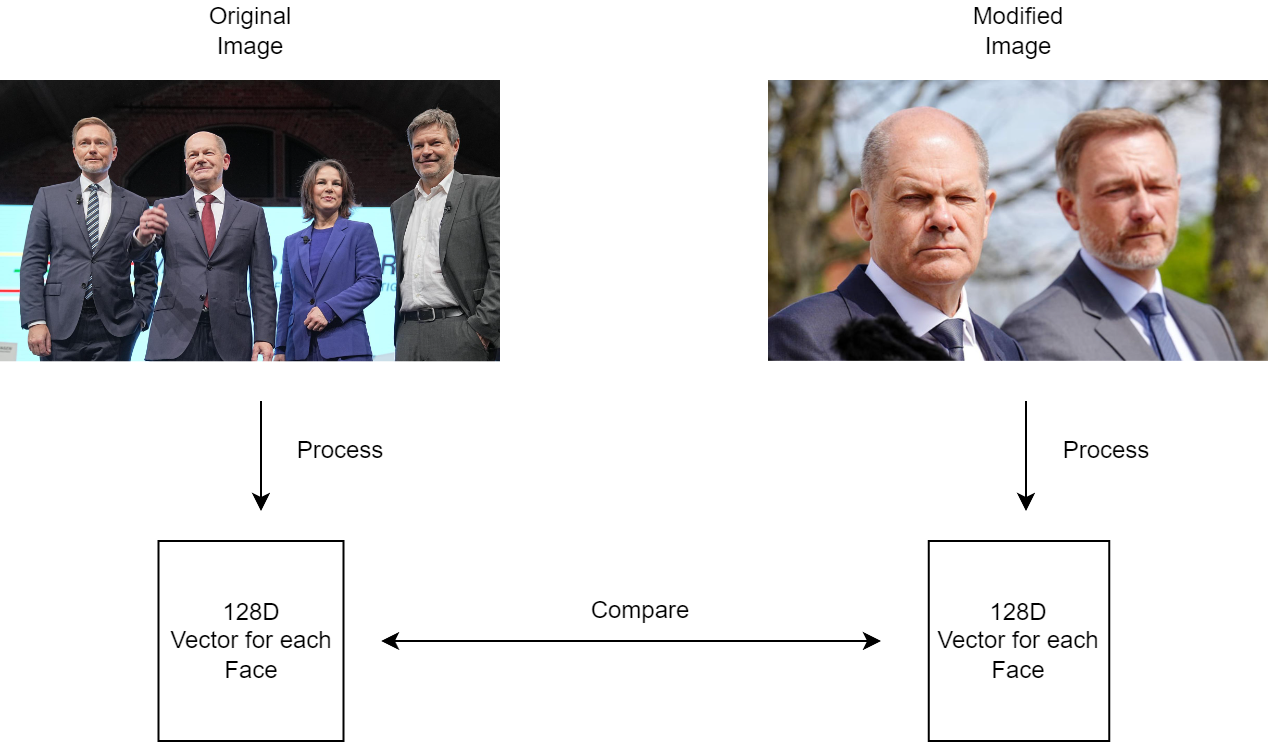 Original
Image
Modified
Image
Process
Process
128D
Vector for each
Face
Compare
128D
Vector for each
Face